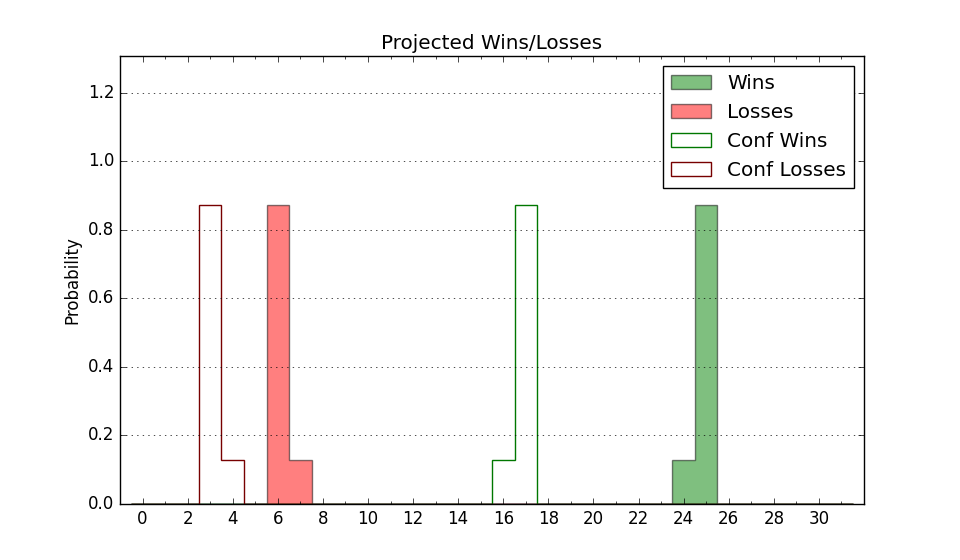 Projected Wins/Losses
Wins
Losses
Conf Wins
Conf Losses
Probability
1.2
1.0
0.8
0.6
0.4
0.2
0.0
0 2 4 6 8 10 12 14 16 18 20 22 24 26 28 30